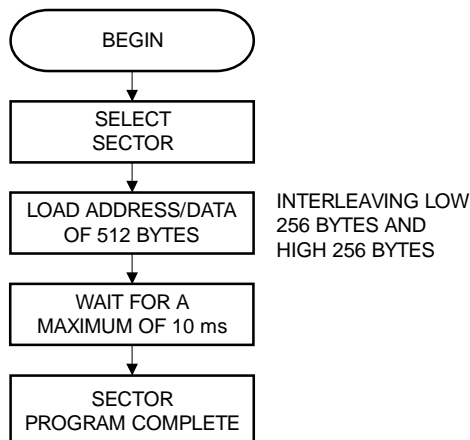 BEGIN
SELECT
SECTOR
LOAD ADDRESS/DATA
OF 512 BYTES
INTERLEAVING LOW
256 BYTES AND
HIGH 256 BYTES
WAIT FOR A
MAXIMUM OF 10 ms
SECTOR
PROGRAM COMPLETE